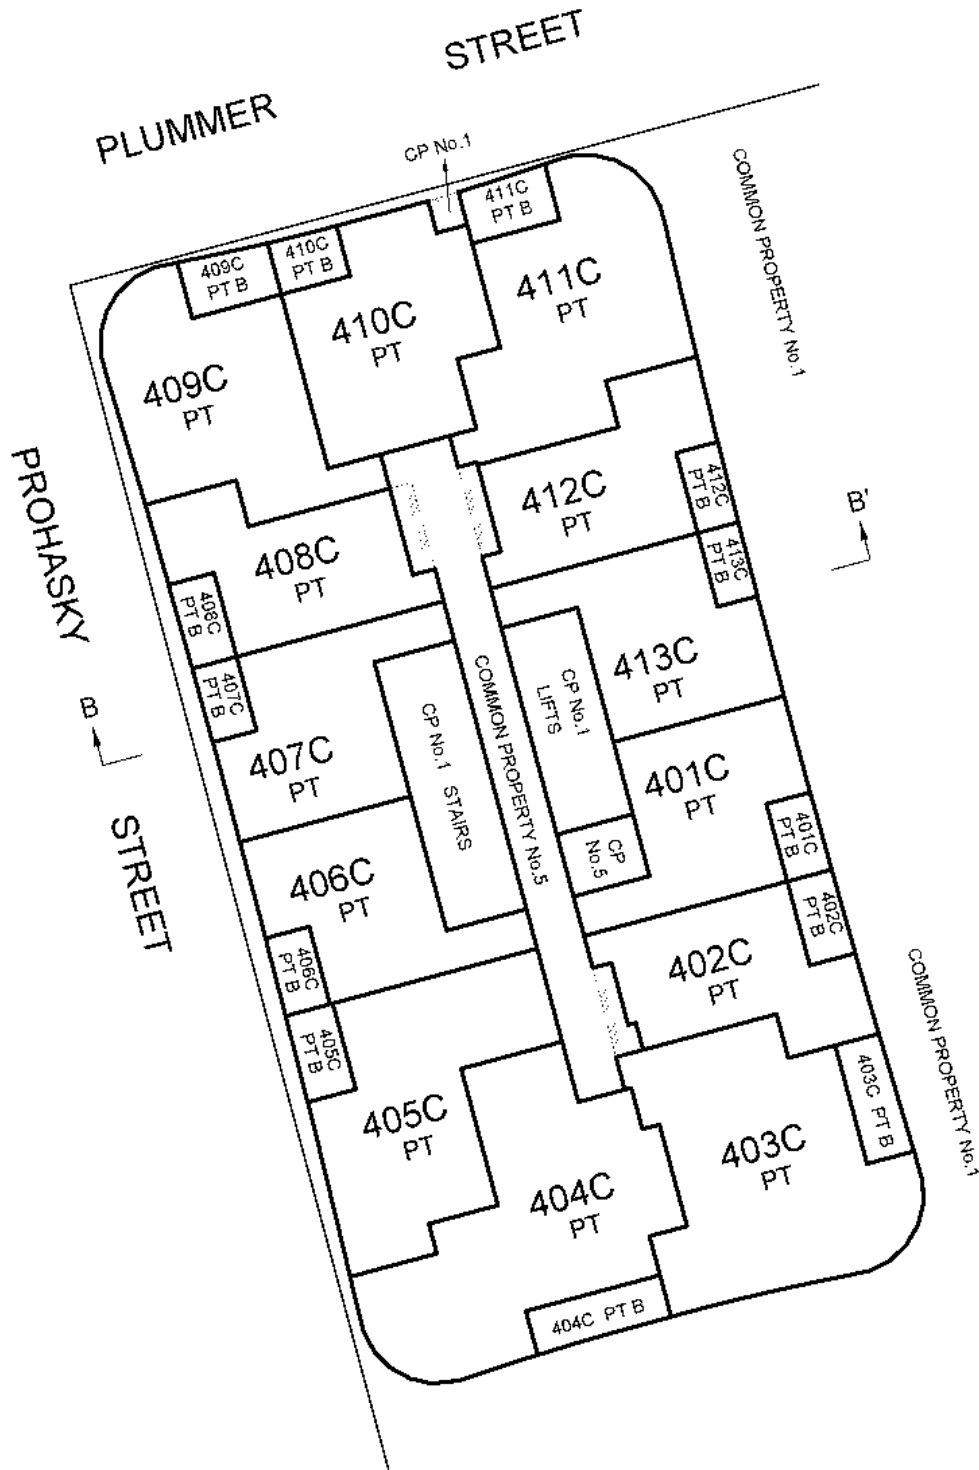 PLUMMER STREET
CP No.1
COMMON PROPERTY No.1
411C
PT B
410C
PT B
409C
PT B
411C
PT
410C
PT
409C
PT
412C
PT
412C
PT B
413C
PT B
B'
PROHASKY STREET
408C
PT
408C
PT B
407C
PT B
B
413C
PT
COMMON PROPERTY No.5
CP No.1
LIFTS
CP No.1 STAIRS
407C
PT
401C
PT
401C
PT B
CP
No.5
406C
PT
406C
PT B
405C
PT B
402C
PT
402C
PT B
COMMON PROPERTY No.1
405C
PT
403C
PT
403C PT B
404C
PT
404C PT B